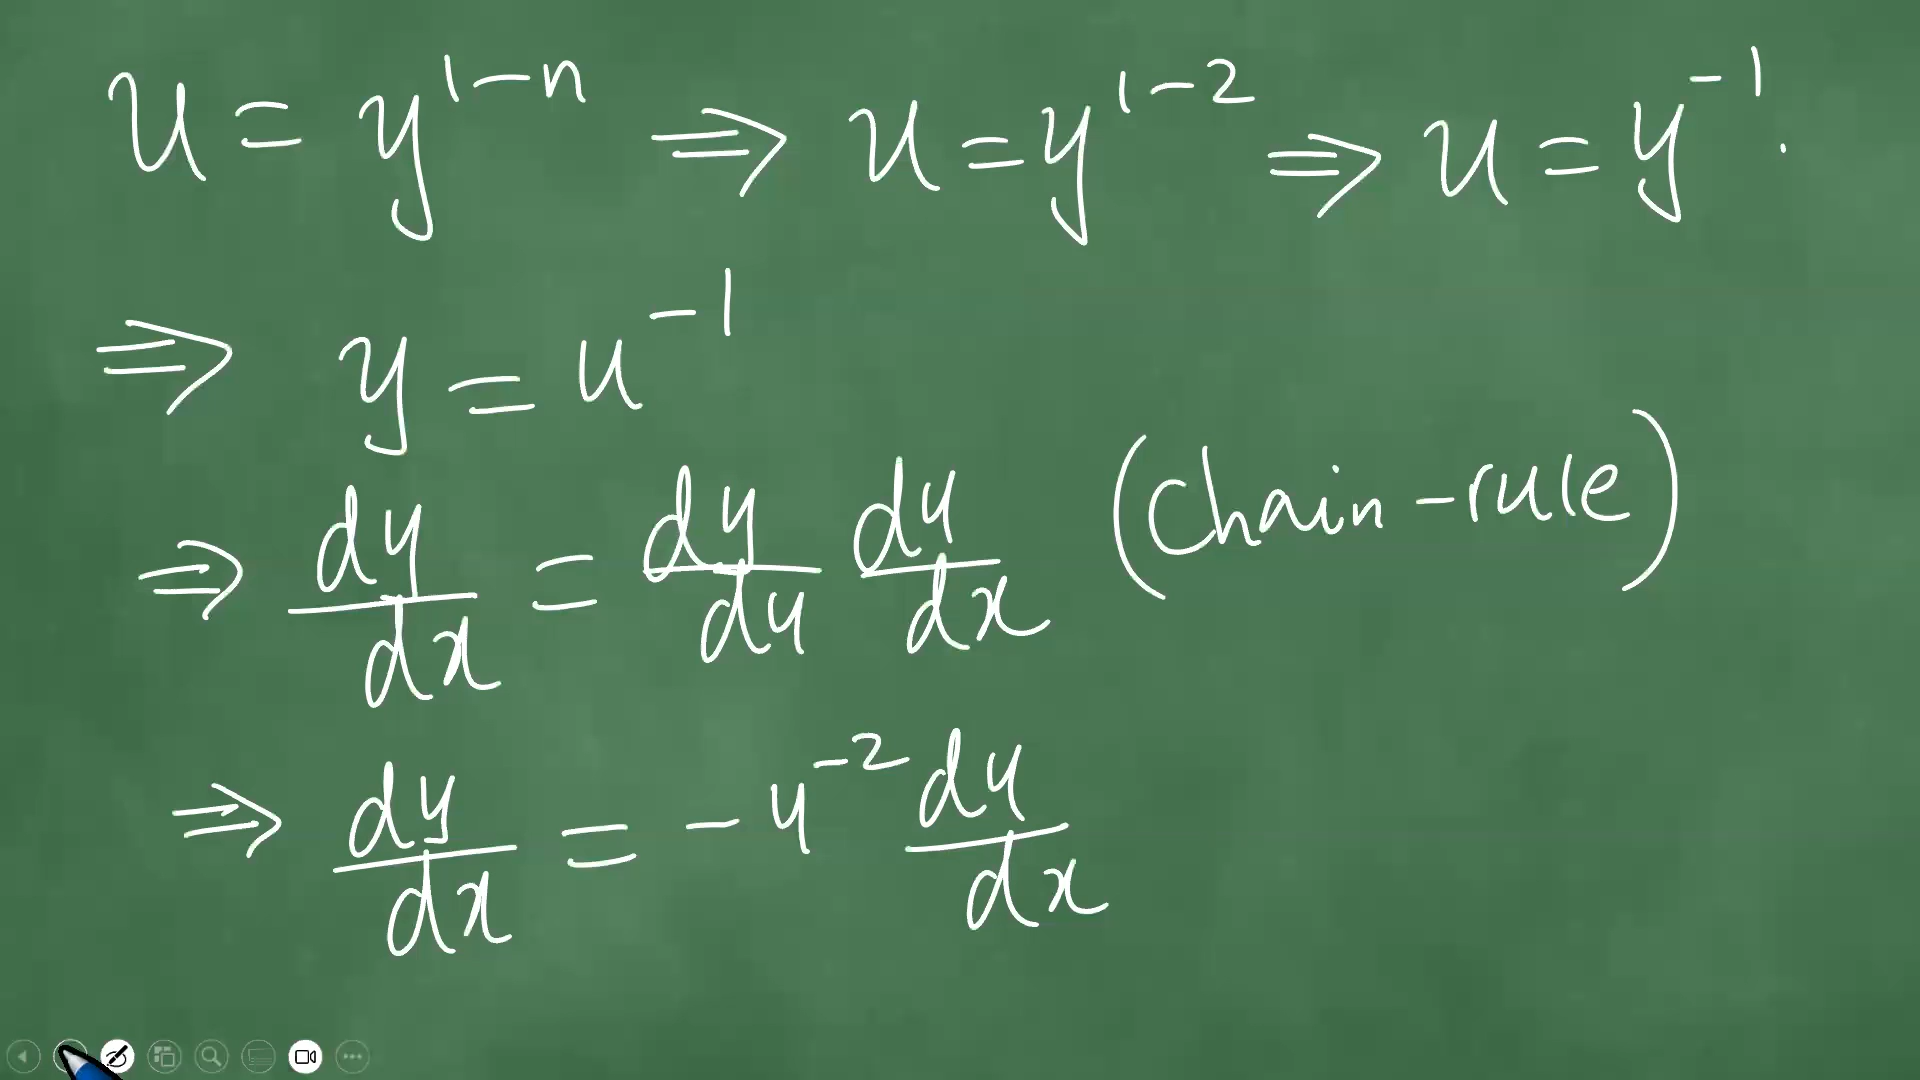 u = y^{1-n} ⇒ u = y^{1-2} ⇒ u = y^{-1}.
⇒ y = u^{-1}
⇒ dy/dx = dy/du du/dx (Chain-rule)
⇒ dy/dx = -u^{-2} du/dx